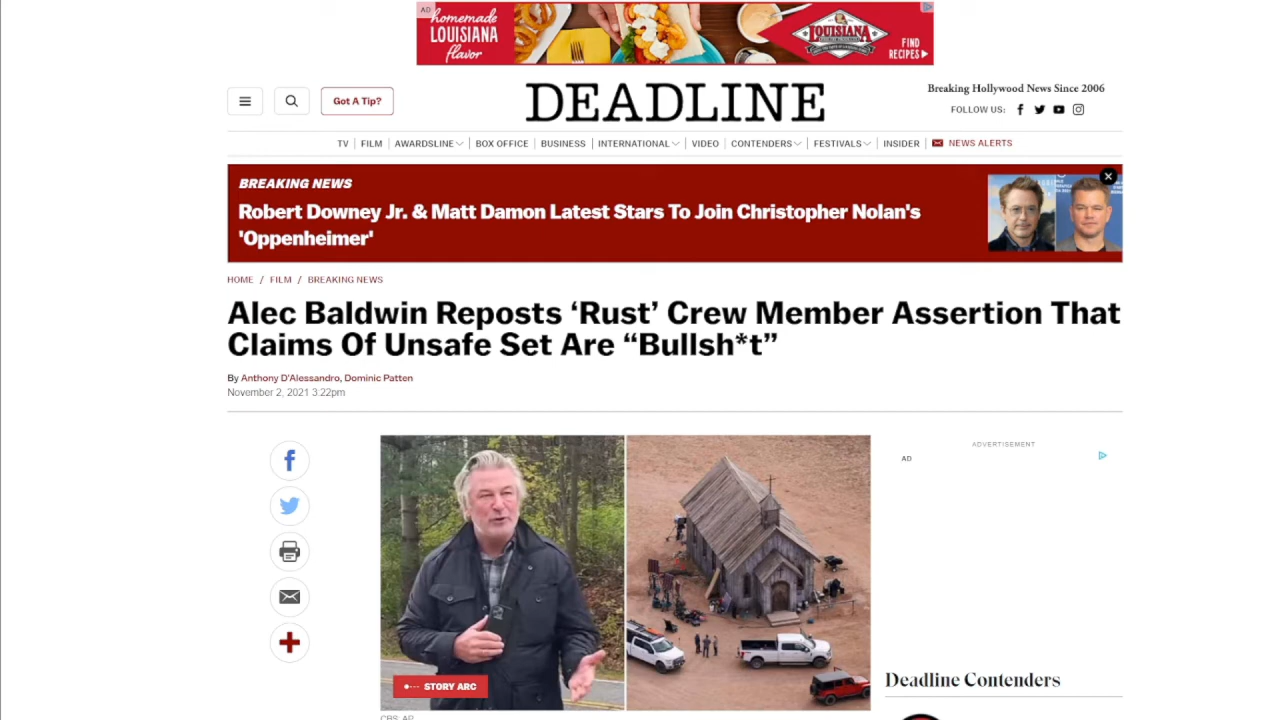 AD
homemade
LOUISIANA
flavor
LOUISIANA
FIND
RECIPES
Got A Tip?
DEADLINE
Breaking Hollywood News Since 2006
FOLLOW US:
TV | FILM | AWARDSLINE | BOX OFFICE | BUSINESS | INTERNATIONAL | VIDEO | CONTENDERS | FESTIVALS | INSIDER | NEWS ALERTS
BREAKING NEWS
Robert Downey Jr. & Matt Damon Latest Stars To Join Christopher Nolan's
'Oppenheimer'
HOME / FILM / BREAKING NEWS
Alec Baldwin Reposts ‘Rust’ Crew Member Assertion That
Claims Of Unsafe Set Are “Bullsh*t”
By Anthony D'Alessandro, Dominic Patten
November 2, 2021 3:22pm
STORY ARC
CBS; AP
ADVERTISEMENT
AD
Deadline Contenders